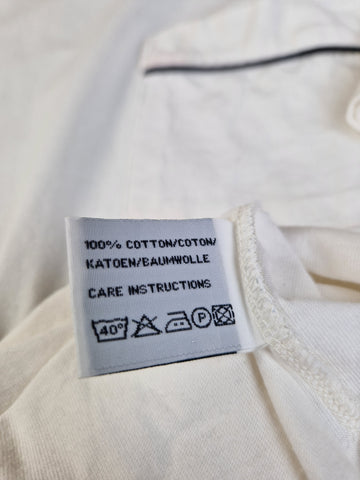 100% COTTON/COTON/
KATOEN/BAUMWOLLE
CARE INSTRUCTIONS
40° P